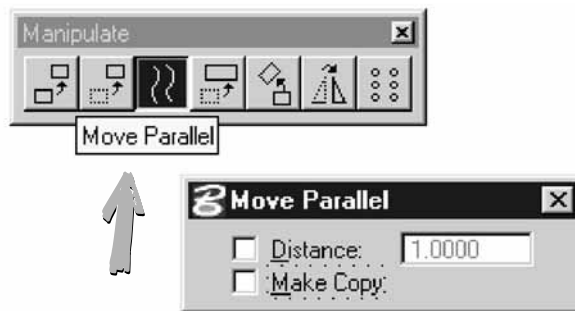 Manipulate
Move Parallel
Move Parallel
Distance: 1.0000
Make Copy: